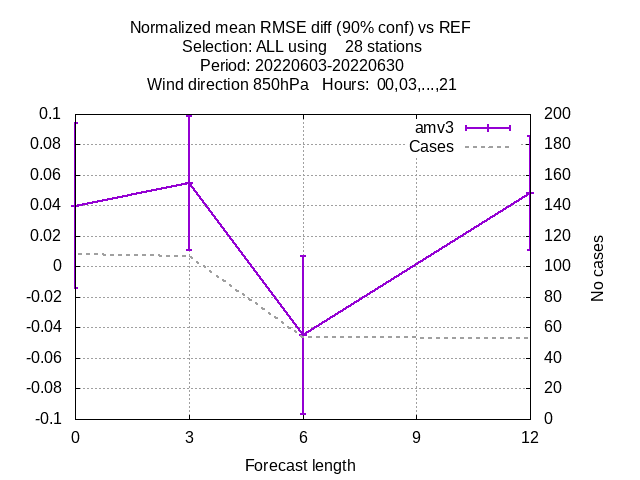 Normalized mean RMSE diff (90% conf) vs REF
Selection: ALL using    28 stations
Period: 20220603-20220630
Wind direction 850hPa   Hours:  00,03,...,21
0.1
0.08
0.06
0.04
0.02
0
-0.02
-0.04
-0.06
-0.08
-0.1
amv3
Cases
200
180
160
140
120
100
80
60
40
20
0
No cases
0 3 6 9 12
Forecast length